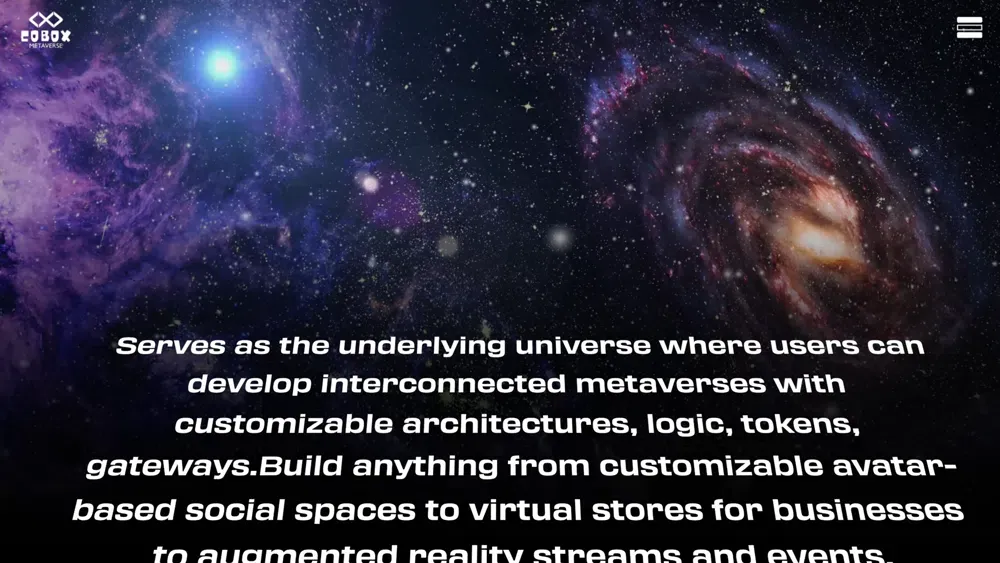 COBOX
METAVERSE
Serves as the underlying universe where users can
develop interconnected metaverses with
customizable architectures, logic, tokens,
gateways.Build anything from customizable avatar-
based social spaces to virtual stores for businesses
to augmented reality streams and events.